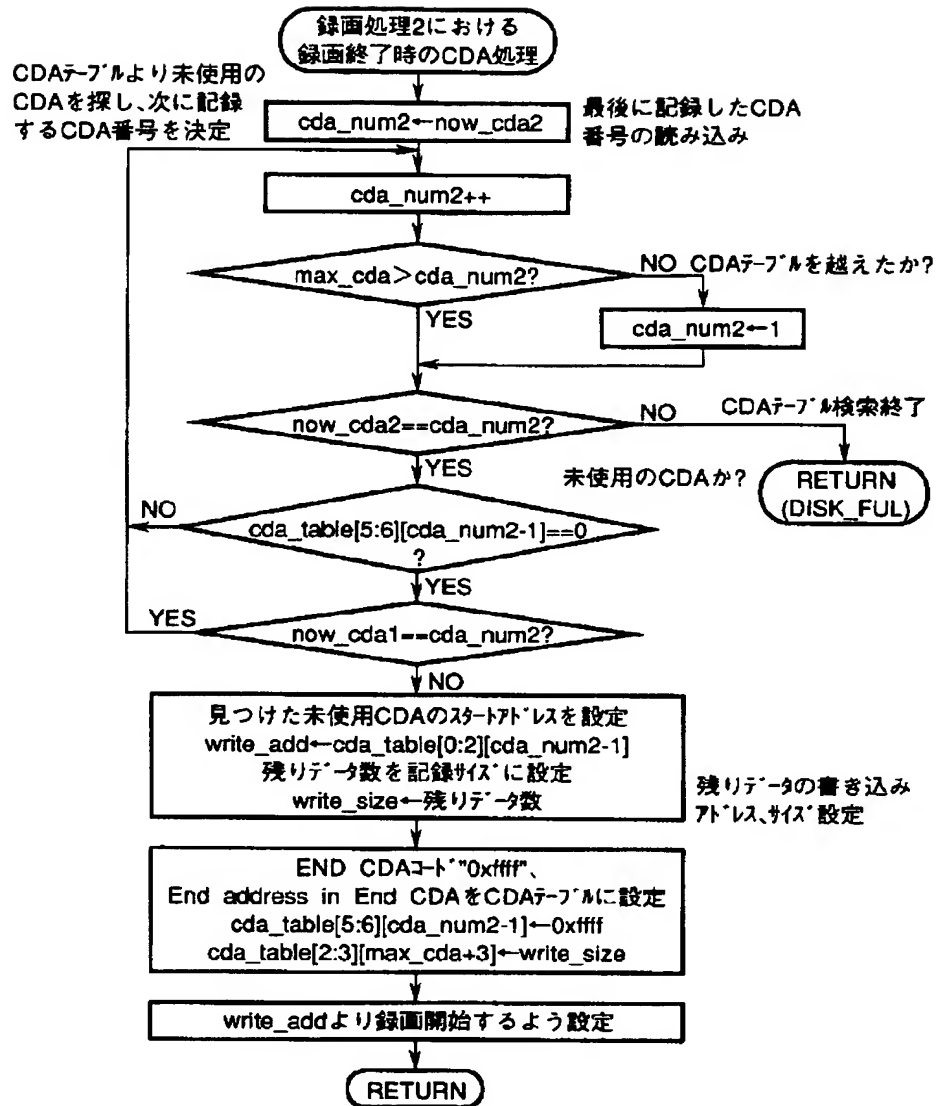 録画処理2における
録画終了時のCDA処理
CDAﾃｰﾌﾞﾙより未使用の
CDAを探し、次に記録
するCDA番号を決定
cda_num2←now_cda2
最後に記録したCDA
番号の読み込み
cda_num2++
max_cda>cda_num2?
NO CDAﾃｰﾌﾞﾙを越えたか?
YES
cda_num2←1
now_cda2==cda_num2?
NO
CDAﾃｰﾌﾞﾙ検索終了
YES
未使用のCDAか?
RETURN
(DISK_FUL)
NO
cda_table[5:6][cda_num2-1]==0
?
YES
YES
now_cda1==cda_num2?
NO
見つけた未使用CDAのｽﾀｰﾄｱﾄﾞﾚｽを設定
write_add←cda_table[0:2][cda_num2-1]
残りﾃﾞｰﾀ数を記録ｻｲｽﾞに設定
write_size←残りﾃﾞｰﾀ数
残りﾃﾞｰﾀの書き込み
ｱﾄﾞﾚｽ､ｻｲｽﾞ設定
END CDAｺｰﾄﾞ"0xffff"、
End address in End CDAをCDAﾃｰﾌﾞﾙに設定
cda_table[5:6][cda_num2-1]←0xffff
cda_table[2:3][max_cda+3]←write_size
write_addより録画開始するよう設定
RETURN